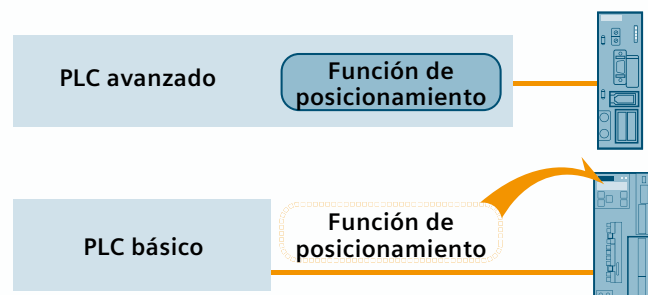 PLC avanzado
Función de
posicionamiento
PLC básico
Función de
posicionamiento